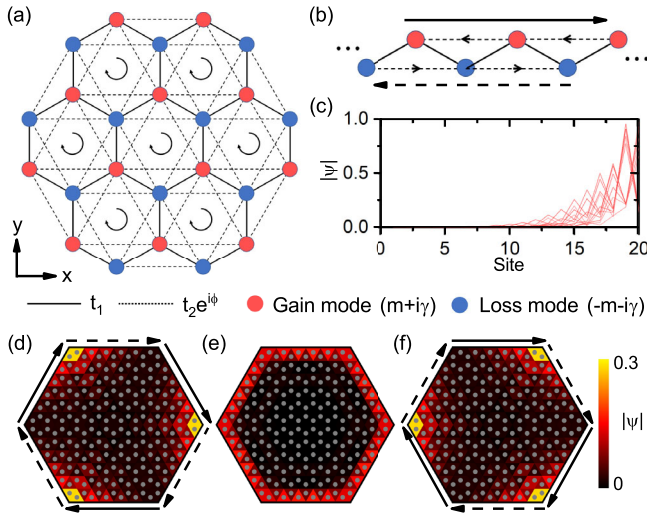 (a)
y
x
(b)
... ...
(c)
|ψ|
1.0
0.5
0.0
0 5 10 15 20
Site
t₁ t₂e^{iϕ} Gain mode (m+iγ) Loss mode (-m-iγ)
(d) (e) (f)
0.3
|ψ|
0